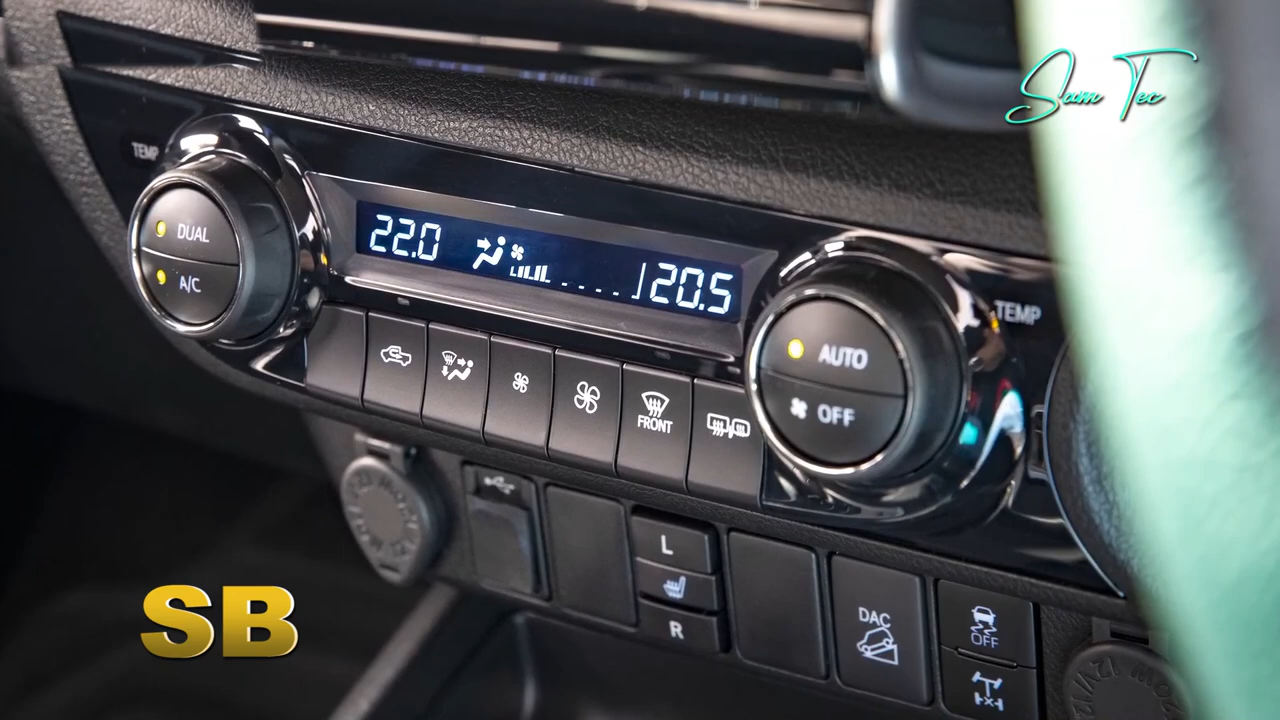 Sam Tec
TEMP
DUAL
A/C
22.0
20.5
TEMP
AUTO
OFF
FRONT
L
R
DAC
OFF
SB